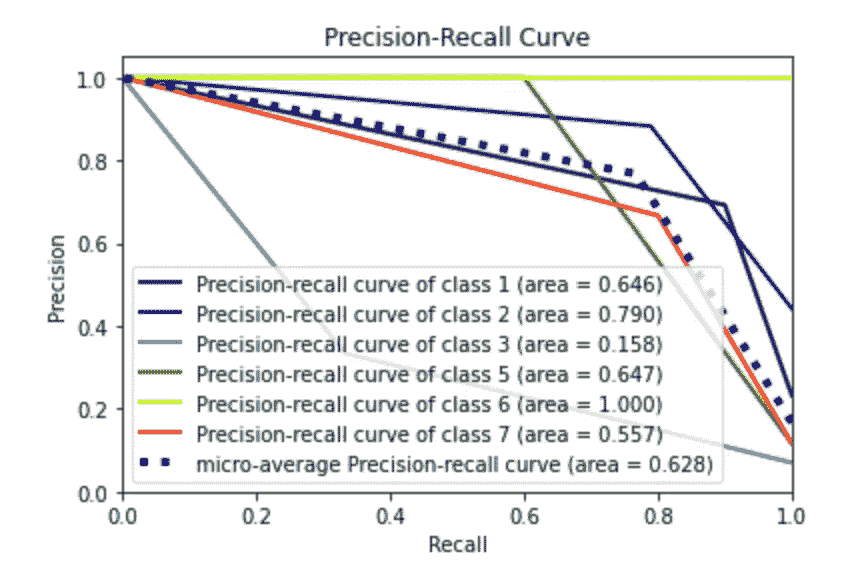 Precision-Recall Curve
Precision
1.0
0.8
0.6
0.4
0.2
0.0
Precision-recall curve of class 1 (area = 0.646)
Precision-recall curve of class 2 (area = 0.790)
Precision-recall curve of class 3 (area = 0.158)
Precision-recall curve of class 5 (area = 0.647)
Precision-recall curve of class 6 (area = 1.000)
Precision-recall curve of class 7 (area = 0.557)
micro-average Precision-recall curve (area = 0.628)
0.0 0.2 0.4 0.6 0.8 1.0
Recall